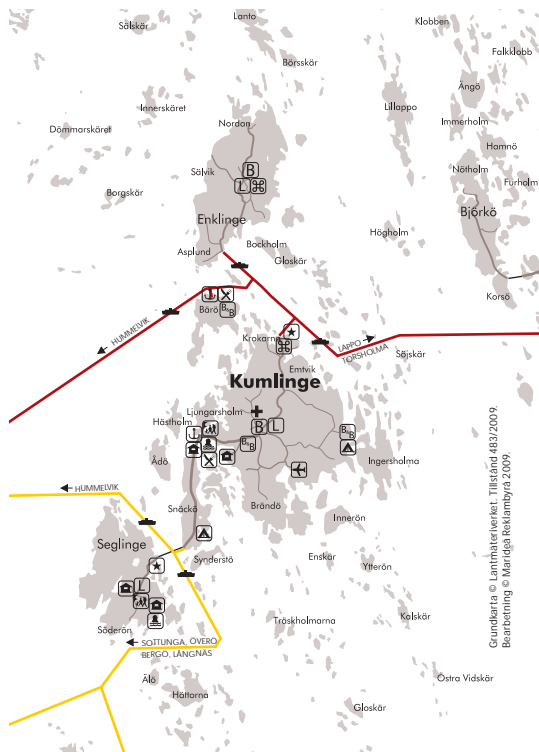 Lanto
Klobben
Sälskär
Falkklobb
Börsskär
Ängö
Innerskäret
Lillappo
Nordan
Immerholm
Dömmarskäret
Hamnö
B
Sälvik
Nötholm
L
Furholm
Borgskär
Björkö
Enklinge
Högholm
Bockholm
Asplund
Gloskär
Korsö
Bärö
B&B
HUMMELVIK
Krokarna
LAPPO
TORSHOLMA
Söjskär
Emtvik
Kumlinge
Ljungarsholm
Hästholm
B L
B&B
B&B
Ådö
Ingersholma
HUMMELVIK
Snäckö
Brändö
Innerön
Seglinge
Synderstö
Enskär
Ytterön
L
Träskholmarna
Kalskär
Söderön
SOTTUNGA, ÖVERÖ
BERGÖ, LÅNGNÄS
Älö
Östra Vidskär
Hättorna
Gloskär
Grundkarta © Lantmäteriverket. Tillstånd 483/2009.
Bearbetning © Maridea Reklambyrå 2009.